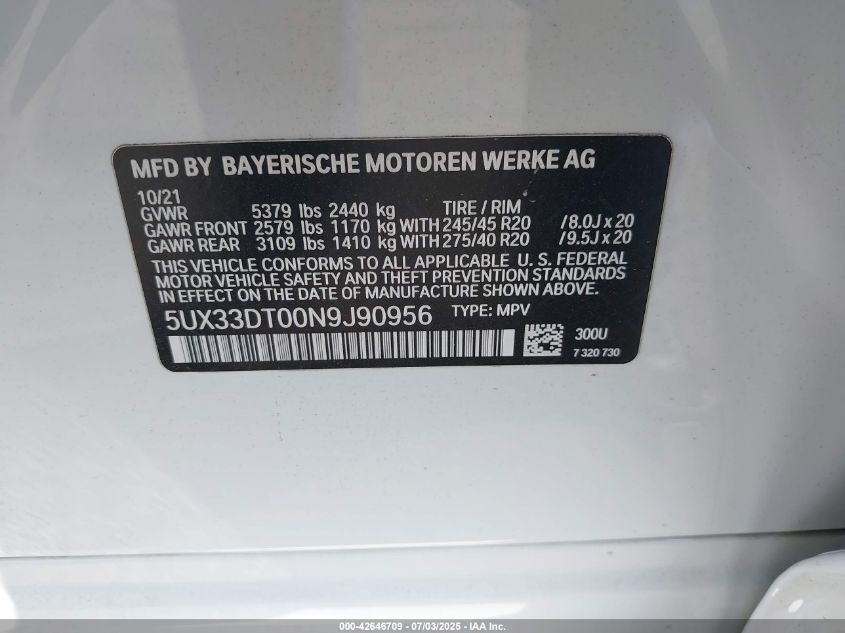 MFD BY BAYERISCHE MOTOREN WERKE AG
10/21
GVWR 5379 lbs 2440 kg TIRE / RIM
GAWR FRONT 2579 lbs 1170 kg WITH 245/45 R20 /8.0J x 20
GAWR REAR 3109 lbs 1410 kg WITH 275/40 R20 /9.5J x 20
THIS VEHICLE CONFORMS TO ALL APPLICABLE U. S. FEDERAL
MOTOR VEHICLE SAFETY AND THEFT PREVENTION STANDARDS
IN EFFECT ON THE DATE OF MANUFACTURE SHOWN ABOVE.
5UX33DT00N9J90956 TYPE: MPV
300U
7 320 730
000-42646709 - 07/03/2025 - IAA Inc.